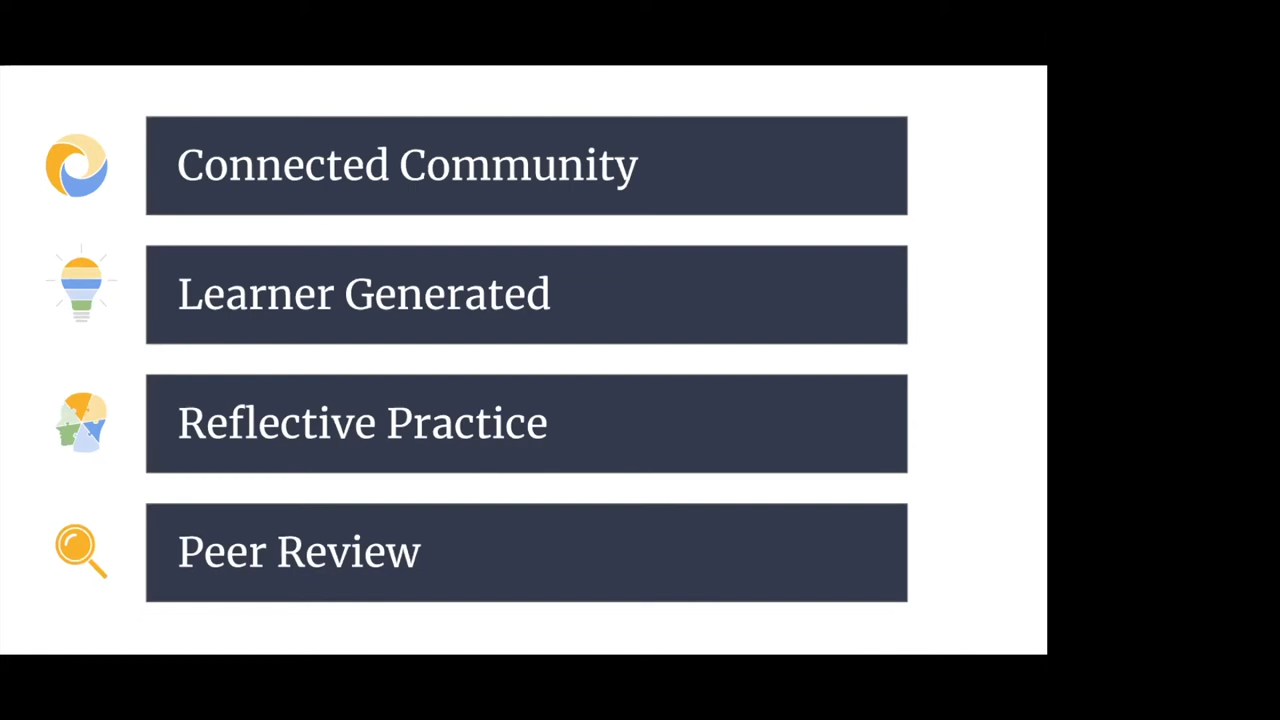 Connected Community
Learner Generated
Reflective Practice
Peer Review